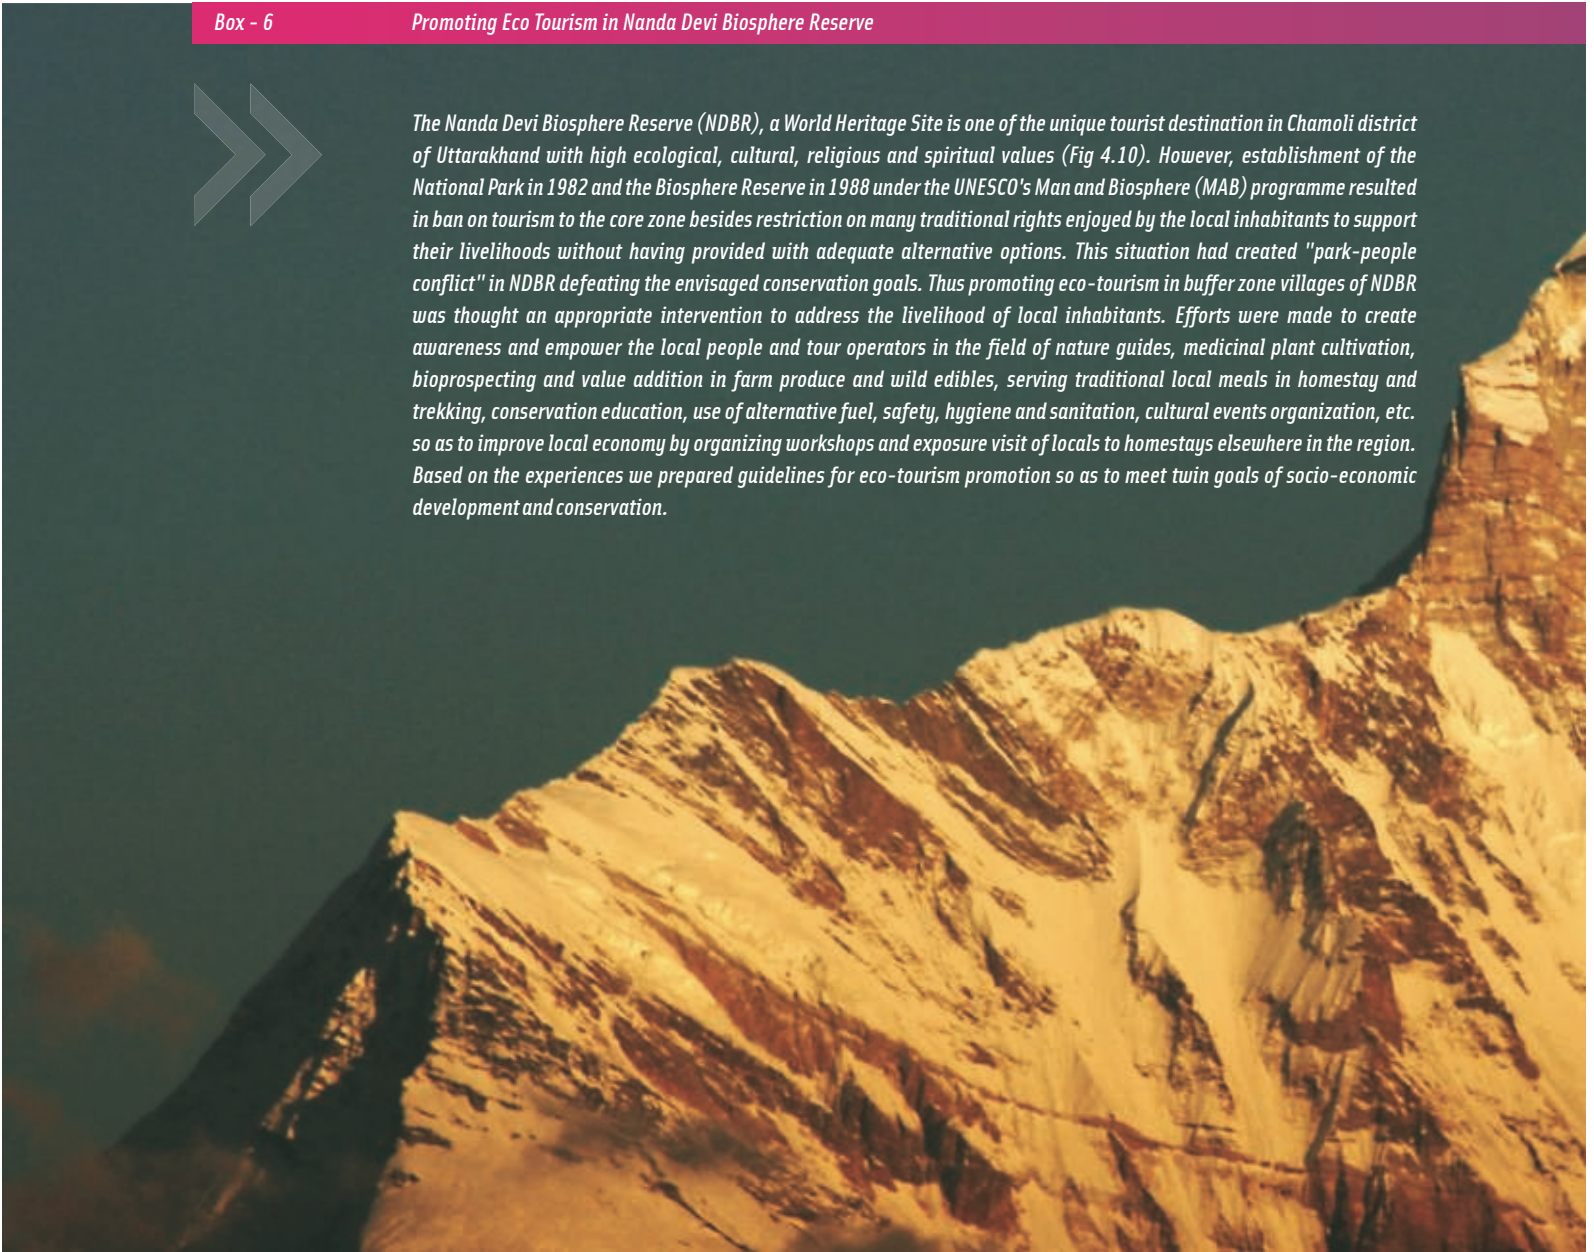 Box - 6 Promoting Eco Tourism in Nanda Devi Biosphere Reserve
The Nanda Devi Biosphere Reserve (NDBR), a World Heritage Site is one of the unique tourist destination in Chamoli district
of Uttarakhand with high ecological, cultural, religious and spiritual values (Fig 4.10). However, establishment of the
National Park in 1982 and the Biosphere Reserve in 1988 under the UNESCO's Man and Biosphere (MAB) programme resulted
in ban on tourism to the core zone besides restriction on many traditional rights enjoyed by the local inhabitants to support
their livelihoods without having provided with adequate alternative options. This situation had created "park-people
conflict" in NDBR defeating the envisaged conservation goals. Thus promoting eco-tourism in buffer zone villages of NDBR
was thought an appropriate intervention to address the livelihood of local inhabitants. Efforts were made to create
awareness and empower the local people and tour operators in the field of nature guides, medicinal plant cultivation,
bioprospecting and value addition in farm produce and wild edibles, serving traditional local meals in homestay and
trekking, conservation education, use of alternative fuel, safety, hygiene and sanitation, cultural events organization, etc.
so as to improve local economy by organizing workshops and exposure visit of locals to homestays elsewhere in the region.
Based on the experiences we prepared guidelines for eco-tourism promotion so as to meet twin goals of socio-economic
development and conservation.